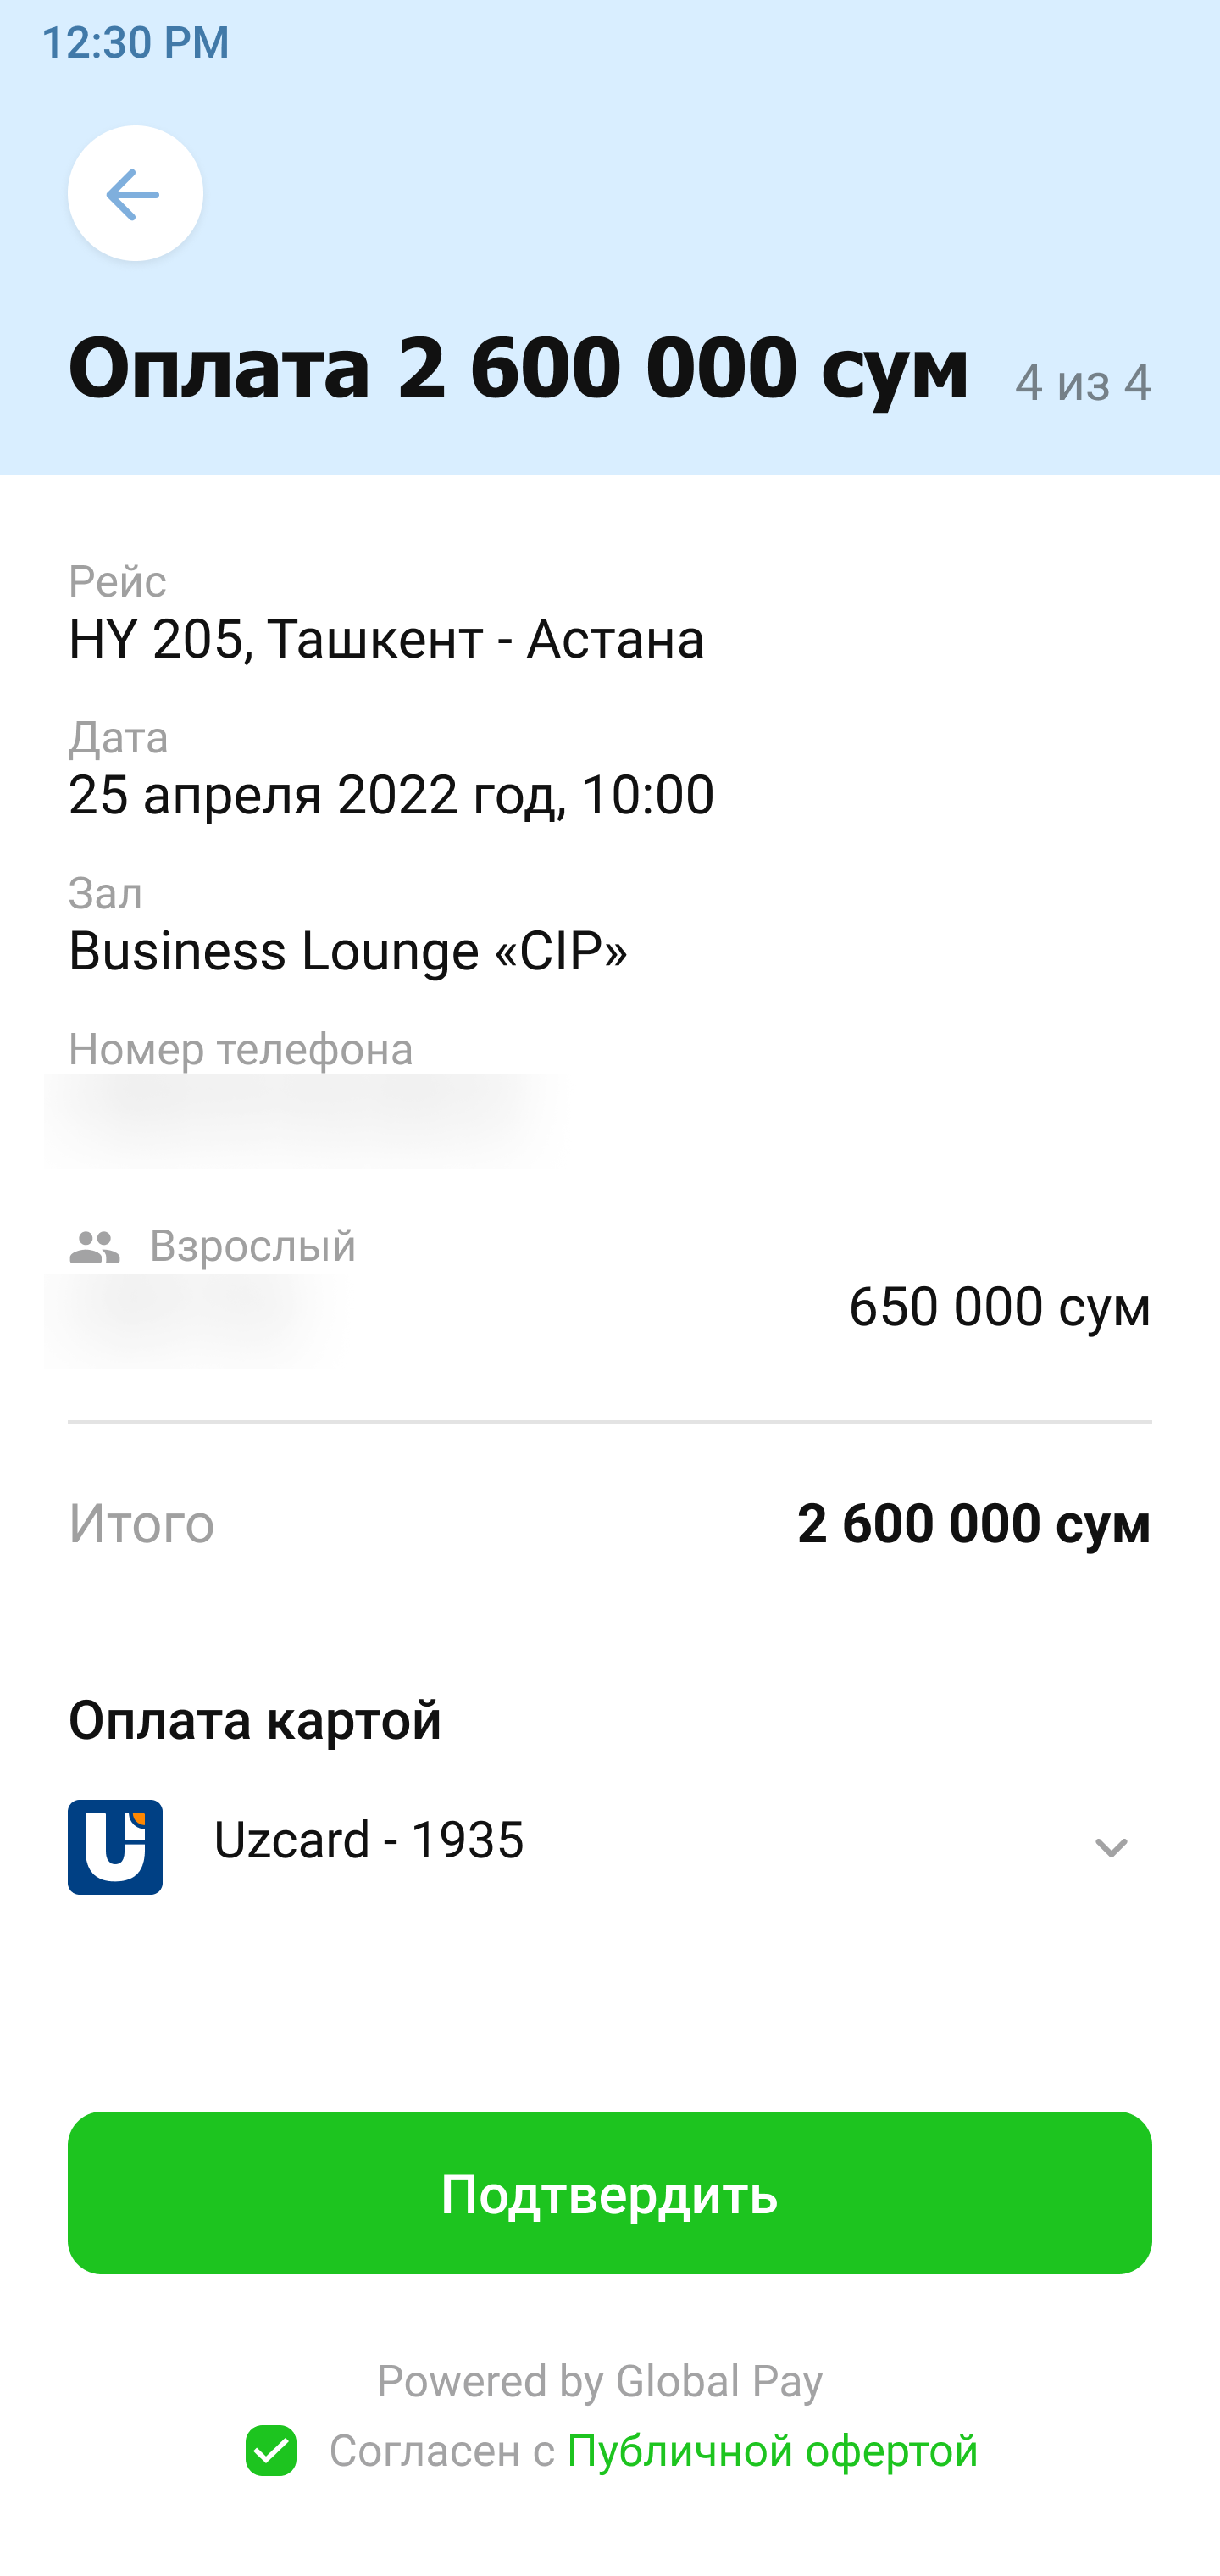 12:30 PM
Оплата 2 600 000 сум 4 из 4
Рейс
HY 205, Ташкент - Астана
Дата
25 апреля 2022 год, 10:00
Зал
Business Lounge «CIP»
Номер телефона
Взрослый
650 000 сум
Итого 2 600 000 сум
Оплата картой
Uzcard - 1935
Подтвердить
Powered by Global Pay
Согласен с Публичной офертой